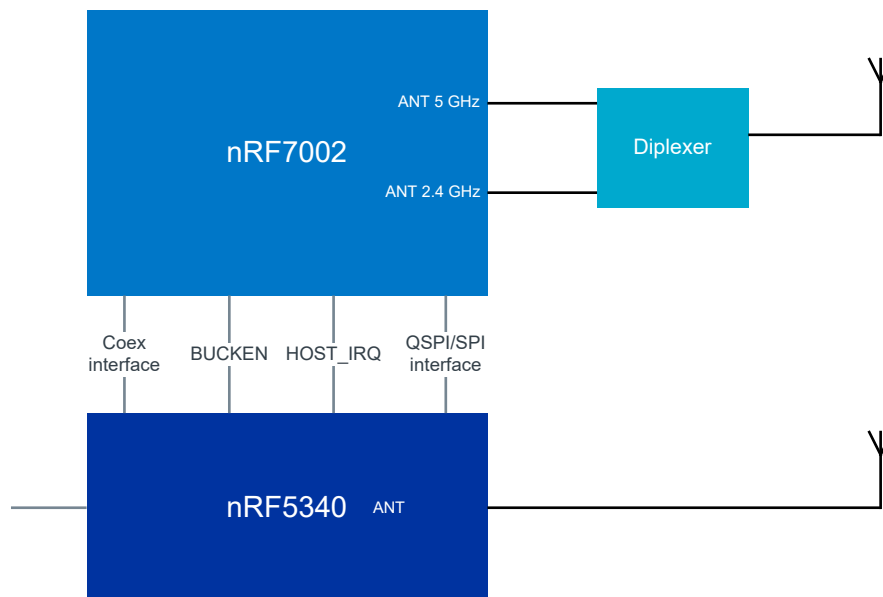 ANT 5 GHz
nRF7002
Diplexer
ANT 2.4 GHz
Coex
interface
BUCKEN
HOST_IRQ
QSPI/SPI
interface
nRF5340
ANT